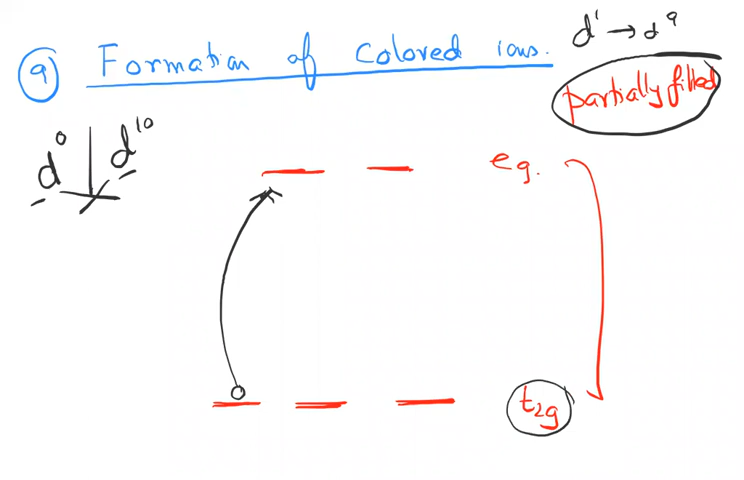 9 Formation of colored ions. d¹ → d⁹
partially filled
d⁰ | d¹⁰
eg.
t₂g